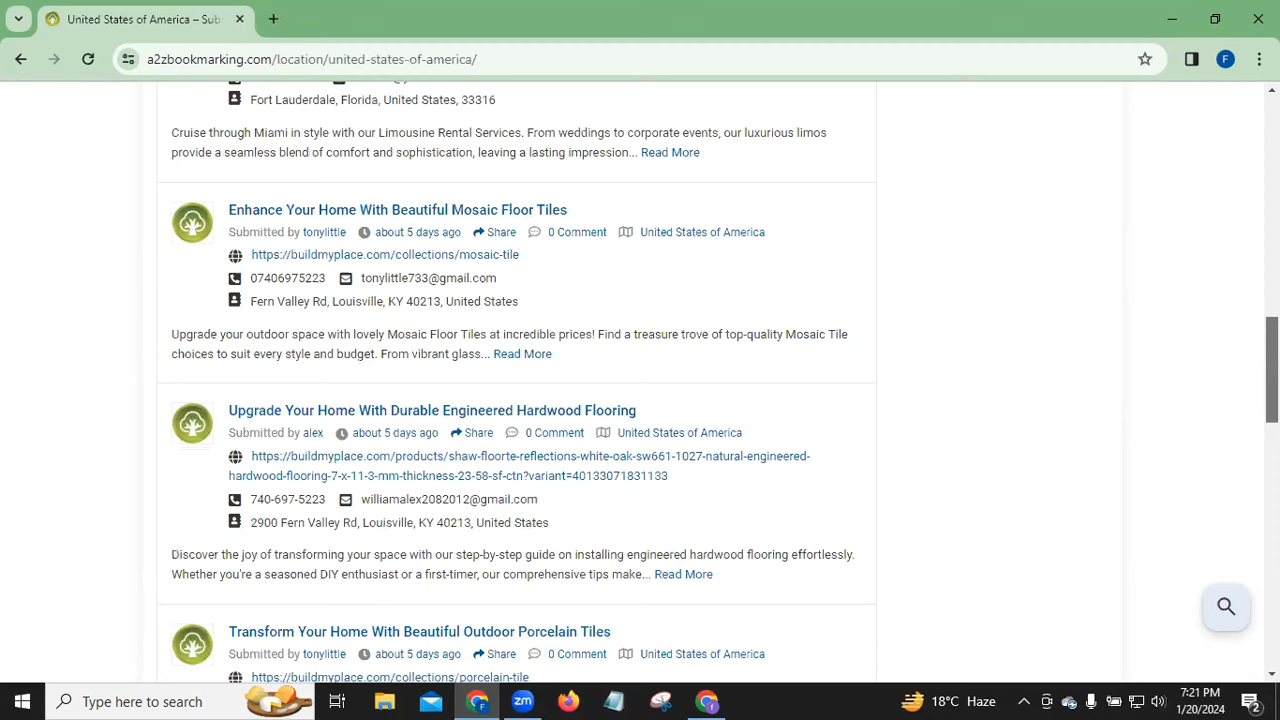 United States of America – Sub
a2zbookmarking.com/location/united-states-of-america/
F
Fort Lauderdale, Florida, United States, 33316
Cruise through Miami in style with our Limousine Rental Services. From weddings to corporate events, our luxurious limos
provide a seamless blend of comfort and sophistication, leaving a lasting impression... Read More
Enhance Your Home With Beautiful Mosaic Floor Tiles
Submitted by tonylittle about 5 days ago Share 0 Comment United States of America
https://buildmyplace.com/collections/mosaic-tile
07406975223 tonylittle733@gmail.com
Fern Valley Rd, Louisville, KY 40213, United States
Upgrade your outdoor space with lovely Mosaic Floor Tiles at incredible prices! Find a treasure trove of top-quality Mosaic Tile
choices to suit every style and budget. From vibrant glass... Read More
Upgrade Your Home With Durable Engineered Hardwood Flooring
Submitted by alex about 5 days ago Share 0 Comment United States of America
https://buildmyplace.com/products/shaw-floorte-reflections-white-oak-sw661-1027-natural-engineered-
hardwood-flooring-7-x-11-3-mm-thickness-23-58-sf-ctn?variant=40133071831133
740-697-5223 williamalex2082012@gmail.com
2900 Fern Valley Rd, Louisville, KY 40213, United States
Discover the joy of transforming your space with our step-by-step guide on installing engineered hardwood flooring effortlessly.
Whether you're a seasoned DIY enthusiast or a first-timer, our comprehensive tips make... Read More
Transform Your Home With Beautiful Outdoor Porcelain Tiles
Submitted by tonylittle about 5 days ago Share 0 Comment United States of America
https://buildmyplace.com/collections/porcelain-tile
Type here to search
F
zm
18°C Haze
7:21 PM
1/20/2024
2